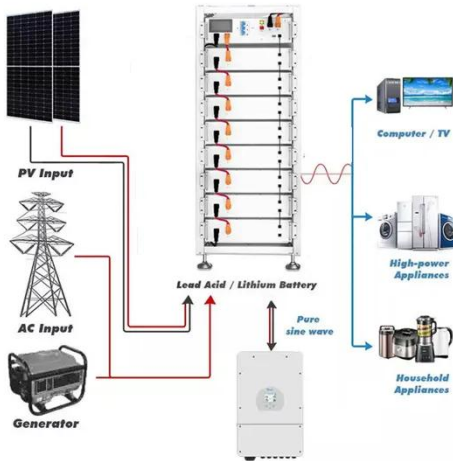 PV Input
Computer / TV
AC Input
High-power
Appliances
Lead Acid / Lithium Battery
Pure
sine wave
Generator
Household
Appliances